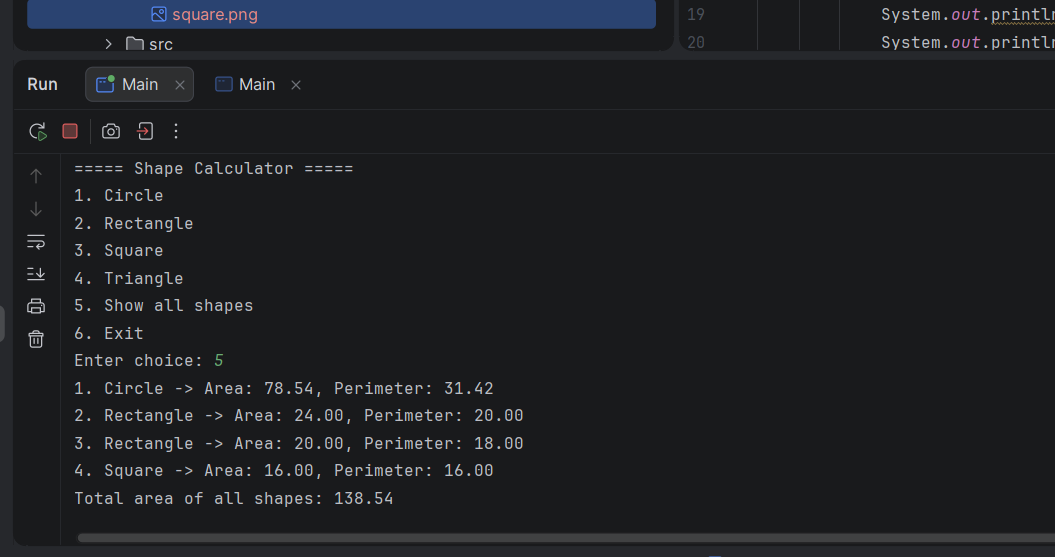 square.png
src
19 System.out.println
20 System.out.println
Run Main Main
===== Shape Calculator =====
1. Circle
2. Rectangle
3. Square
4. Triangle
5. Show all shapes
6. Exit
Enter choice: 5
1. Circle -> Area: 78.54, Perimeter: 31.42
2. Rectangle -> Area: 24.00, Perimeter: 20.00
3. Rectangle -> Area: 20.00, Perimeter: 18.00
4. Square -> Area: 16.00, Perimeter: 16.00
Total area of all shapes: 138.54